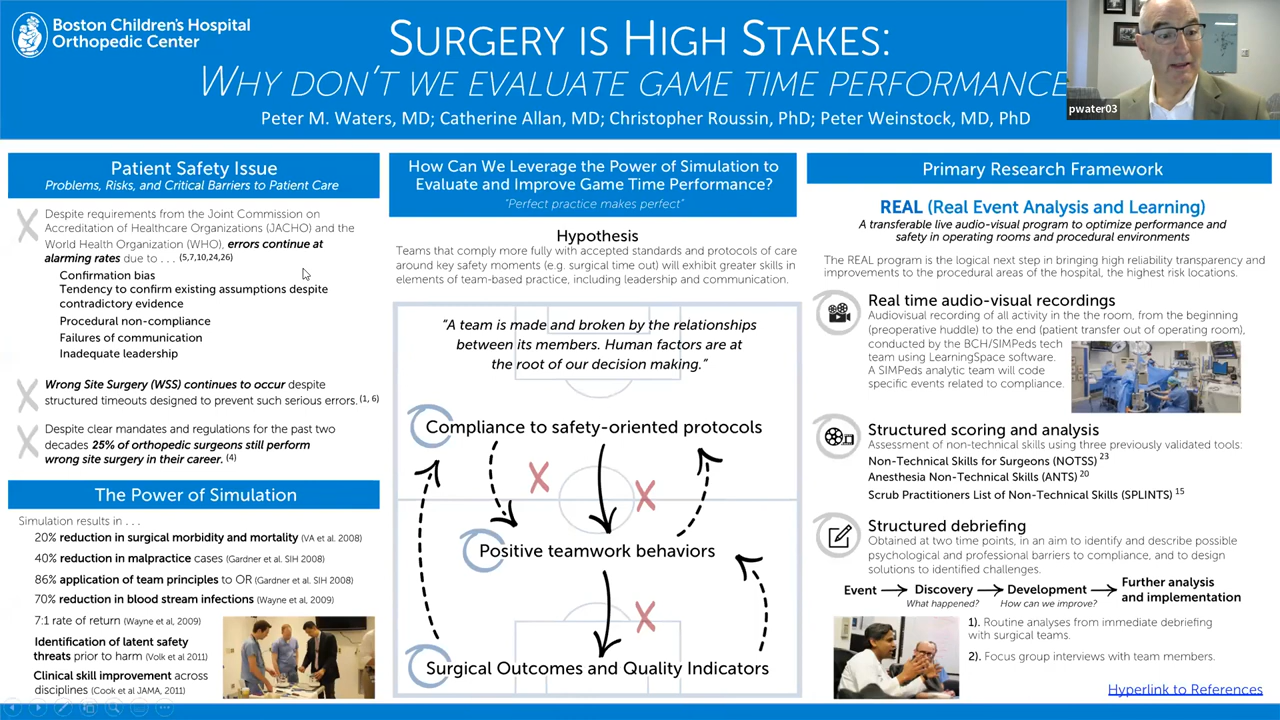 Boston Children's Hospital
Orthopedic Center
SURGERY IS HIGH STAKES:
WHY DON'T WE EVALUATE GAME TIME PERFORMANCE
Peter M. Waters, MD; Catherine Allan, MD; Christopher Roussin, PhD; Peter Weinstock, MD, PhD
pwater03
Patient Safety Issue
Problems, Risks, and Critical Barriers to Patient Care
Despite requirements from the Joint Commission on
Accreditation of Healthcare Organizations (JACHO) and the
World Health Organization (WHO), errors continue at
alarming rates due to . . . (5,7,10,24,26)
Confirmation bias
Tendency to confirm existing assumptions despite
contradictory evidence
Procedural non-compliance
Failures of communication
Inadequate leadership
Wrong Site Surgery (WSS) continues to occur despite
structured timeouts designed to prevent such serious errors. (1, 6)
Despite clear mandates and regulations for the past two
decades 25% of orthopedic surgeons still perform
wrong site surgery in their career. (4)
The Power of Simulation
Simulation results in . . .
20% reduction in surgical morbidity and mortality (VA et al. 2008)
40% reduction in malpractice cases (Gardner et al. SIH 2008)
86% application of team principles to OR (Gardner et al. SIH 2008)
70% reduction in blood stream infections (Wayne et al, 2009)
7:1 rate of return (Wayne et al, 2009)
Identification of latent safety
threats prior to harm (Volk et al 2011)
Clinical skill improvement across
disciplines (Cook et al JAMA, 2011)
How Can We Leverage the Power of Simulation to
Evaluate and Improve Game Time Performance?
"Perfect practice makes perfect"
Hypothesis
Teams that comply more fully with accepted standards and protocols of care
around key safety moments (e.g. surgical time out) will exhibit greater skills in
elements of team-based practice, including leadership and communication.
"A team is made and broken by the relationships
between its members. Human factors are at
the root of our decision making."
Compliance to safety-oriented protocols
Positive teamwork behaviors
Surgical Outcomes and Quality Indicators
Primary Research Framework
REAL (Real Event Analysis and Learning)
A transferable live audio-visual program to optimize performance and
safety in operating rooms and procedural environments
The REAL program is the logical next step in bringing high reliability transparency and
improvements to the procedural areas of the hospital, the highest risk locations.
Real time audio-visual recordings
Audiovisual recording of all activity in the the room, from the beginning
(preoperative huddle) to the end (patient transfer out of operating room),
conducted by the BCH/SIMPeds tech
team using LearningSpace software.
A SIMPeds analytic team will code
specific events related to compliance.
Structured scoring and analysis
Assessment of non-technical skills using three previously validated tools:
Non-Technical Skills for Surgeons (NOTSS) 23
Anesthesia Non-Technical Skills (ANTS) 20
Scrub Practitioners List of Non-Technical Skills (SPLINTS) 15
Structured debriefing
Obtained at two time points, in an aim to identify and describe possible
psychological and professional barriers to compliance, and to design
solutions to identified challenges.
Event
Discovery
What happened?
Development
How can we improve?
Further analysis
and implementation
1). Routine analyses from immediate debriefing
with surgical teams.
2). Focus group interviews with team members.
Hyperlink to References